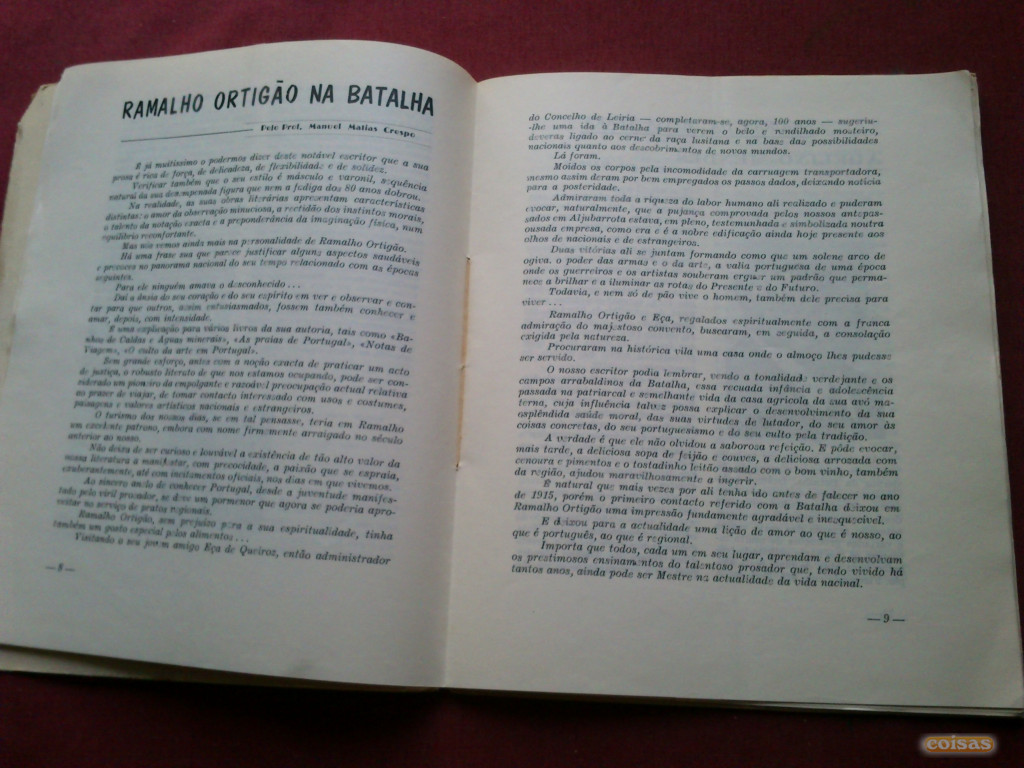 RAMALHO ORTIGÃO NA BATALHA
Pelo Prof. Manuel Matias Crespo
E já muitíssimo o podermos dizer deste notável escritor que a sua
prosa é rica de força, de delicadeza, de flexibilidade e de solidez.
Verificar também que o seu estilo é másculo e varonil, sequência
natural da sua desempenada figura que nem a fadiga dos 80 anos dobrou.
Na realidade, as suas obras literárias apresentam características
distintas: o amor da observação minuciosa, a rectidão dos instintos morais,
o talento da notação exacta e a preponderância da imaginação física, num
equilíbrio reconfortante.
Mas nós vemos ainda mais na personalidade de Ramalho Ortigão.
Há uma frase sua que parece justificar alguns aspectos saudáveis
e precoces no panorama nacional do seu tempo relacionado com as épocas
seguintes.
Para ele ninguém amava o desconhecido...
Daí a ânsia do seu coração e do seu espírito em ver e observar e con-
tar para que outros, assim entusiasmados, fossem também conhecer e
amar, depois, com intensidade.
E uma explicação para vários livros da sua autoria, tais como «Ba-
nhos de Caldas e Águas minerais», «As praias de Portugal», «Notas de
Viagem», «O culto da arte em Portugal».
Sem grande esforço, antes com a noção exacta de praticar um acto
de justiça, o robusto literato de que nos estamos ocupando, pode ser con-
siderado um pioneiro da empolgante e razoável preocupação actual relativa
ao prazer de viajar, de tomar contacto interessado com usos e costumes,
paisagens e valores artísticos nacionais e estrangeiros.
O turismo dos nossos dias, se em tal pensasse, teria em Ramalho
um excelente patrono, embora com nome firmemente arraigado no século
anterior ao nosso.
Não deixa de ser curioso e louvável a existência de tão alto valor da
nossa literatura a manifestar, com preocidade, a paixão que se espraia,
exuberantemente, até com incitamentos oficiais, nos dias em que vivemos.
Ao sincero anelo de conhecer Portugal, desde a juventude manifes-
tado pelo viril prosador, se deve um pormenor que agora se poderia apro-
veitar no serviço de pratos regionais.
Ramalho Ortigão, sem prejuízo para a sua espiritualidade, tinha
também um gosto especial pelos alimentos...
Visitando o seu jovem amigo Eça de Queiroz, então administrador
— 8 —
do Concelho de Leiria — completaram-se, agora, 100 anos — sugeriu-
-lhe uma ida à Batalha para verem o belo e rendilhado mosteiro,
deveras ligado ao cerne da raça lusitana e na base das possibilidades
nacionais quanto aos descobrimentos de novos mundos.
Lá foram.
Moídos os corpos pela incomodidade da carruagem transportadora,
mesmo assim deram por bem empregados os passos dados, deixando notícia
para a posteridade.
Admiraram toda a riqueza do labor humano ali realizado e puderam
evocar, naturalmente, que a pujança comprovada pelos nossos antepas-
sados em Aljubarrota estava, em pleno, testemunhada e simbolizada noutra
ousada empresa, como era e é a nobre edificação ainda hoje presente aos
olhos de nacionais e de estrangeiros.
Duas vitórias ali se juntam formando como que um solene arco de
ogiva. o poder das armas e o da arte, a valia portuguesa de uma época
onde os guerreiros e os artistas souberam erguer um padrão que perma-
nece a brilhar e a iluminar as rotas do Presente e do Futuro.
Todavia, e nem só de pão vive o homem, também dele precisa para
viver...
Ramalho Ortigão e Eça, regalados espiritualmente com a franca
admiração do majestoso convento, buscaram, em seguida, a consolação
exigida pela natureza.
Procuraram na histórica vila uma casa onde o almoço lhes pudesse
ser servido.
O nosso escritor podia lembrar, vendo a tonalidade verdejante e os
campos arrabaldinos da Batalha, essa recuada infância e adolescência
passada na patriarcal e semelhante vida da casa agrícola da sua avó ma-
terna, cuja influência talvez possa explicar o desenvolvimento da sua
esplêndida saúde moral, das suas virtudes de lutador, do seu amor às
coisas concretas, do seu portuguesismo e do seu culto pela tradição.
A verdade é que ele não olvidou a saborosa refeição. E pôde evocar,
mais tarde, a deliciosa sopa de feijão e couves, a deliciosa arrozada com
cenoura e pimentos e o tostadinho leitão assado com o bom vinho, também
da região, ajudou maravilhosamente a ingerir.
É natural que mais vezes por ali tenha ido antes de falecer no ano
de 1915, porém o primeiro contacto referido com a Batalha deixou em
Ramalho Ortigão uma impressão fundamente agradável e inesquecível.
E deixou para a actualidade uma lição de amor ao que é nosso, ao
que é português, ao que é regional.
Importa que todos, cada um em seu lugar, aprendam e desenvolvam
os prestimosos ensinamentos do talentoso prosador que, tendo vivido há
tantos anos, ainda pode ser Mestre na actualidade da vida nacinal.
— 9 —
coisas